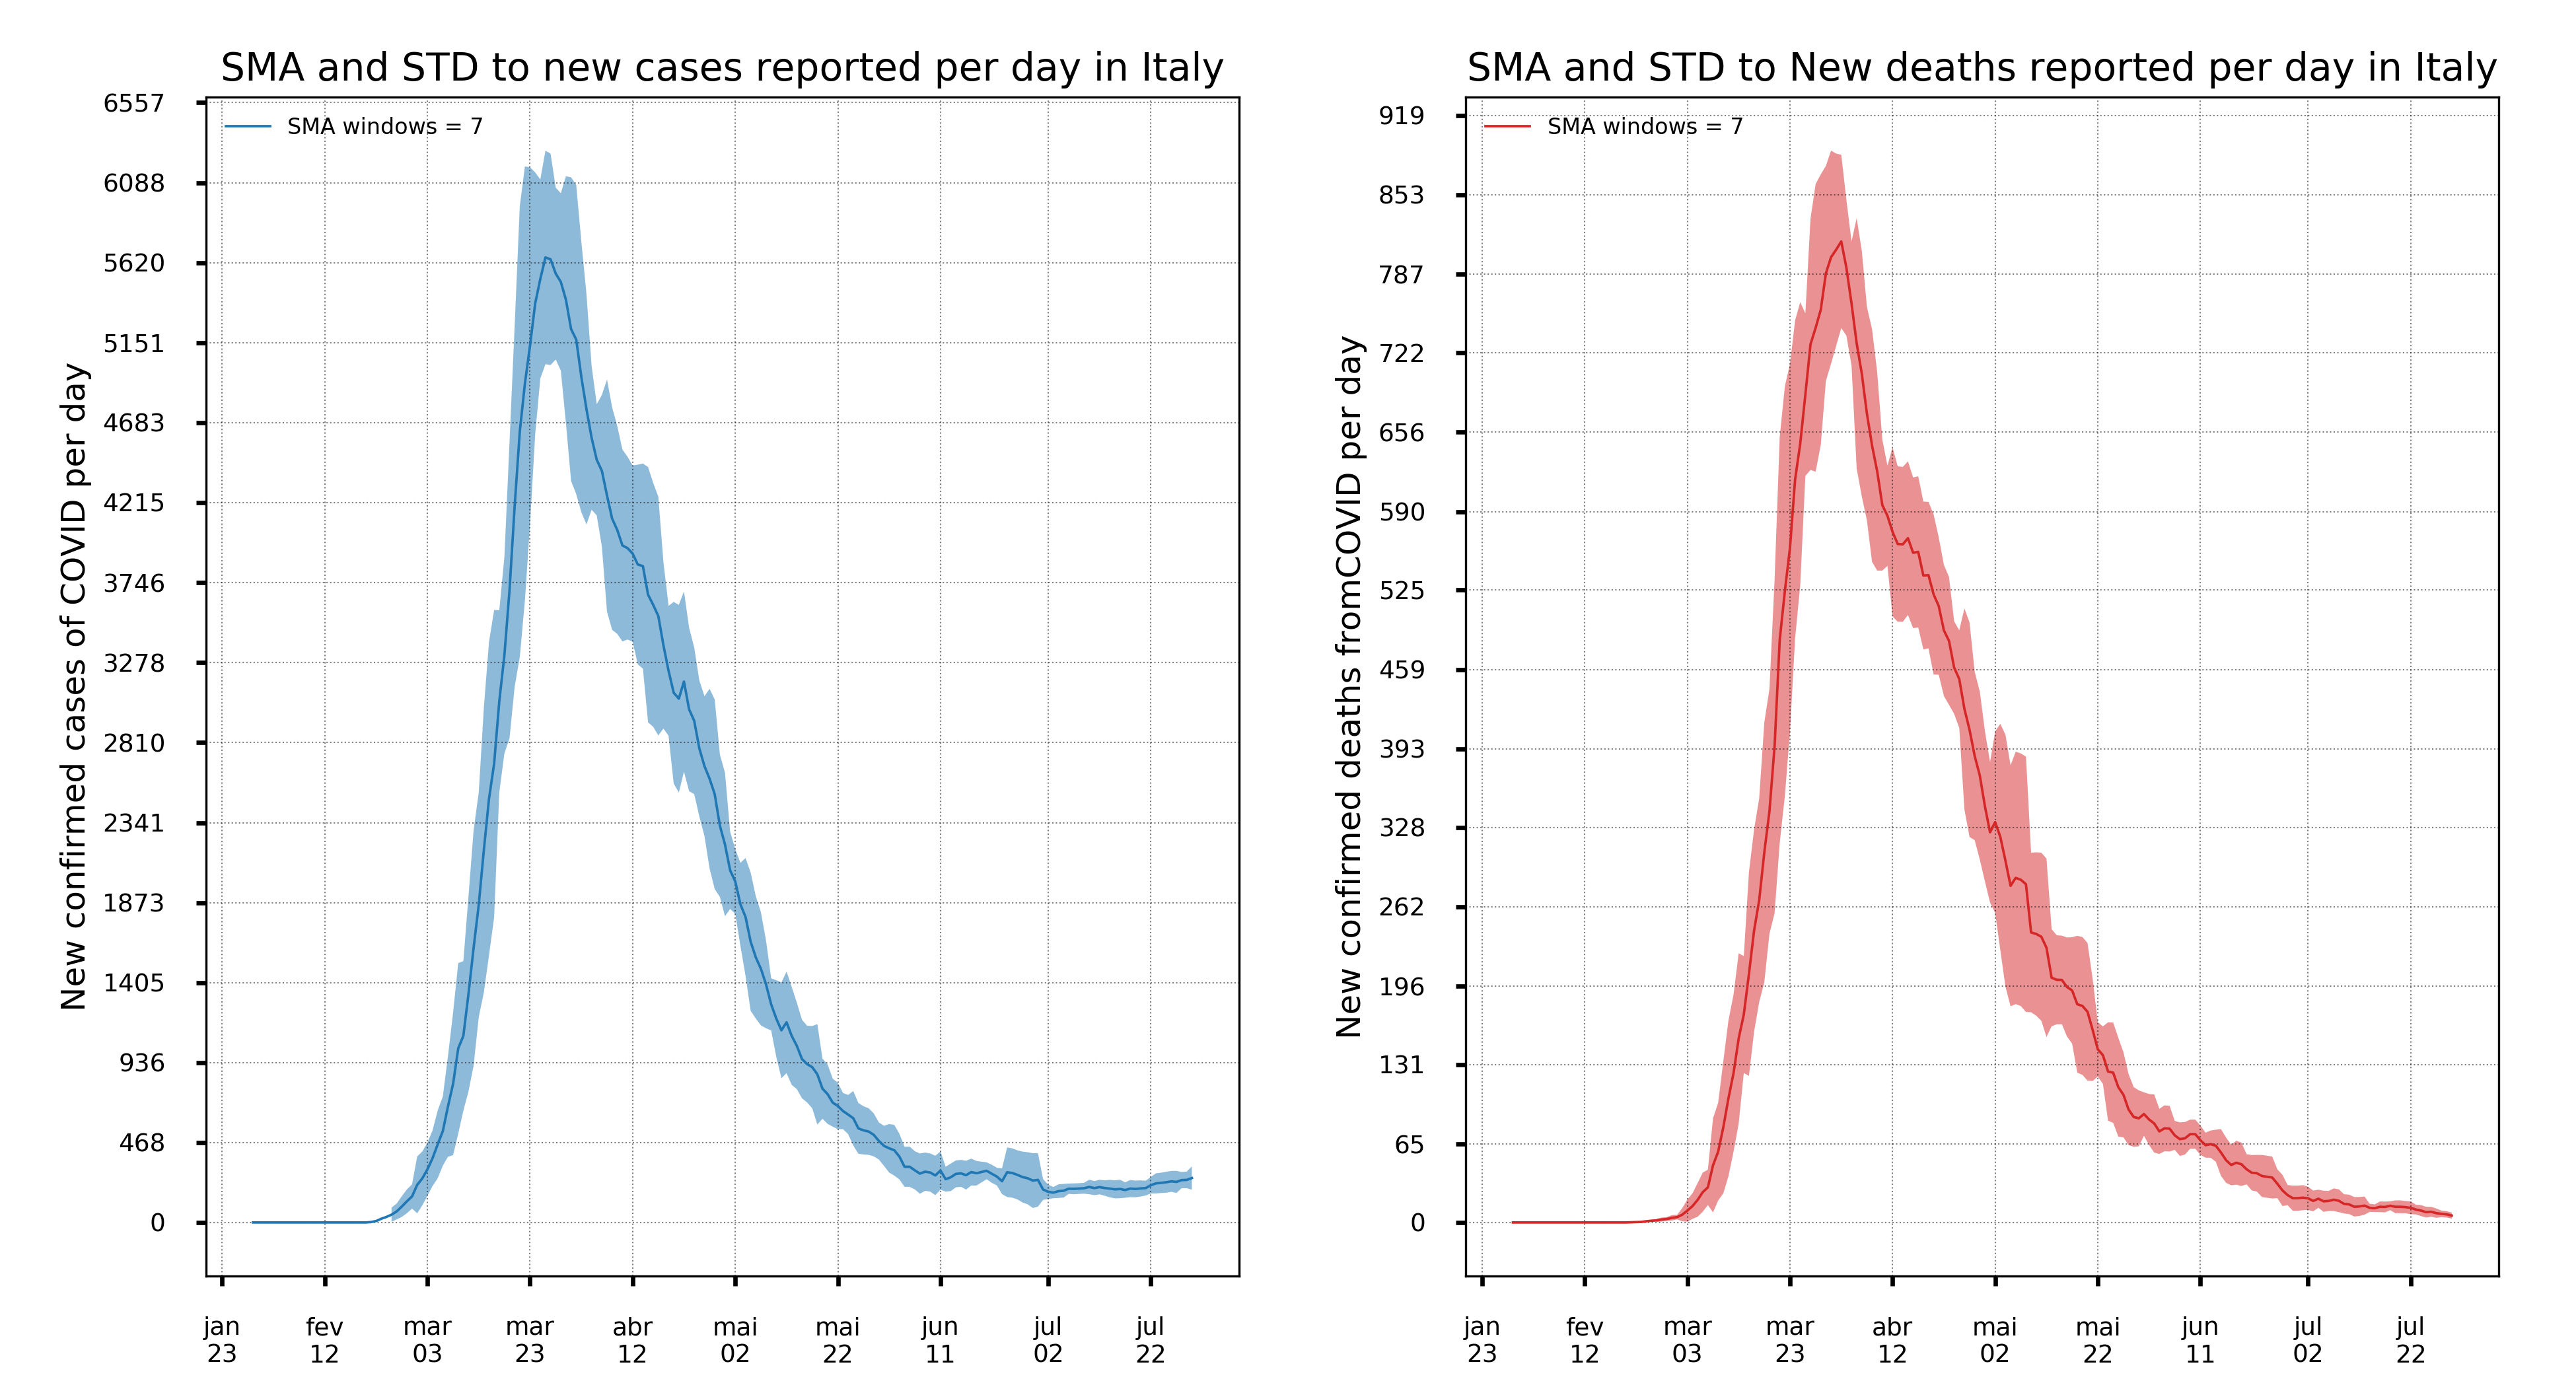 SMA and STD to new cases reported per day in Italy
SMA windows = 7
New confirmed cases of COVID per day
6557
6088
5620
5151
4683
4215
3746
3278
2810
2341
1873
1405
936
468
0
jan 23
fev 12
mar 03
mar 23
abr 12
mai 02
mai 22
jun 11
jul 02
jul 22
SMA and STD to New deaths reported per day in Italy
SMA windows = 7
New confirmed deaths fromCOVID per day
919
853
787
722
656
590
525
459
393
328
262
196
131
65
0
jan 23
fev 12
mar 03
mar 23
abr 12
mai 02
mai 22
jun 11
jul 02
jul 22